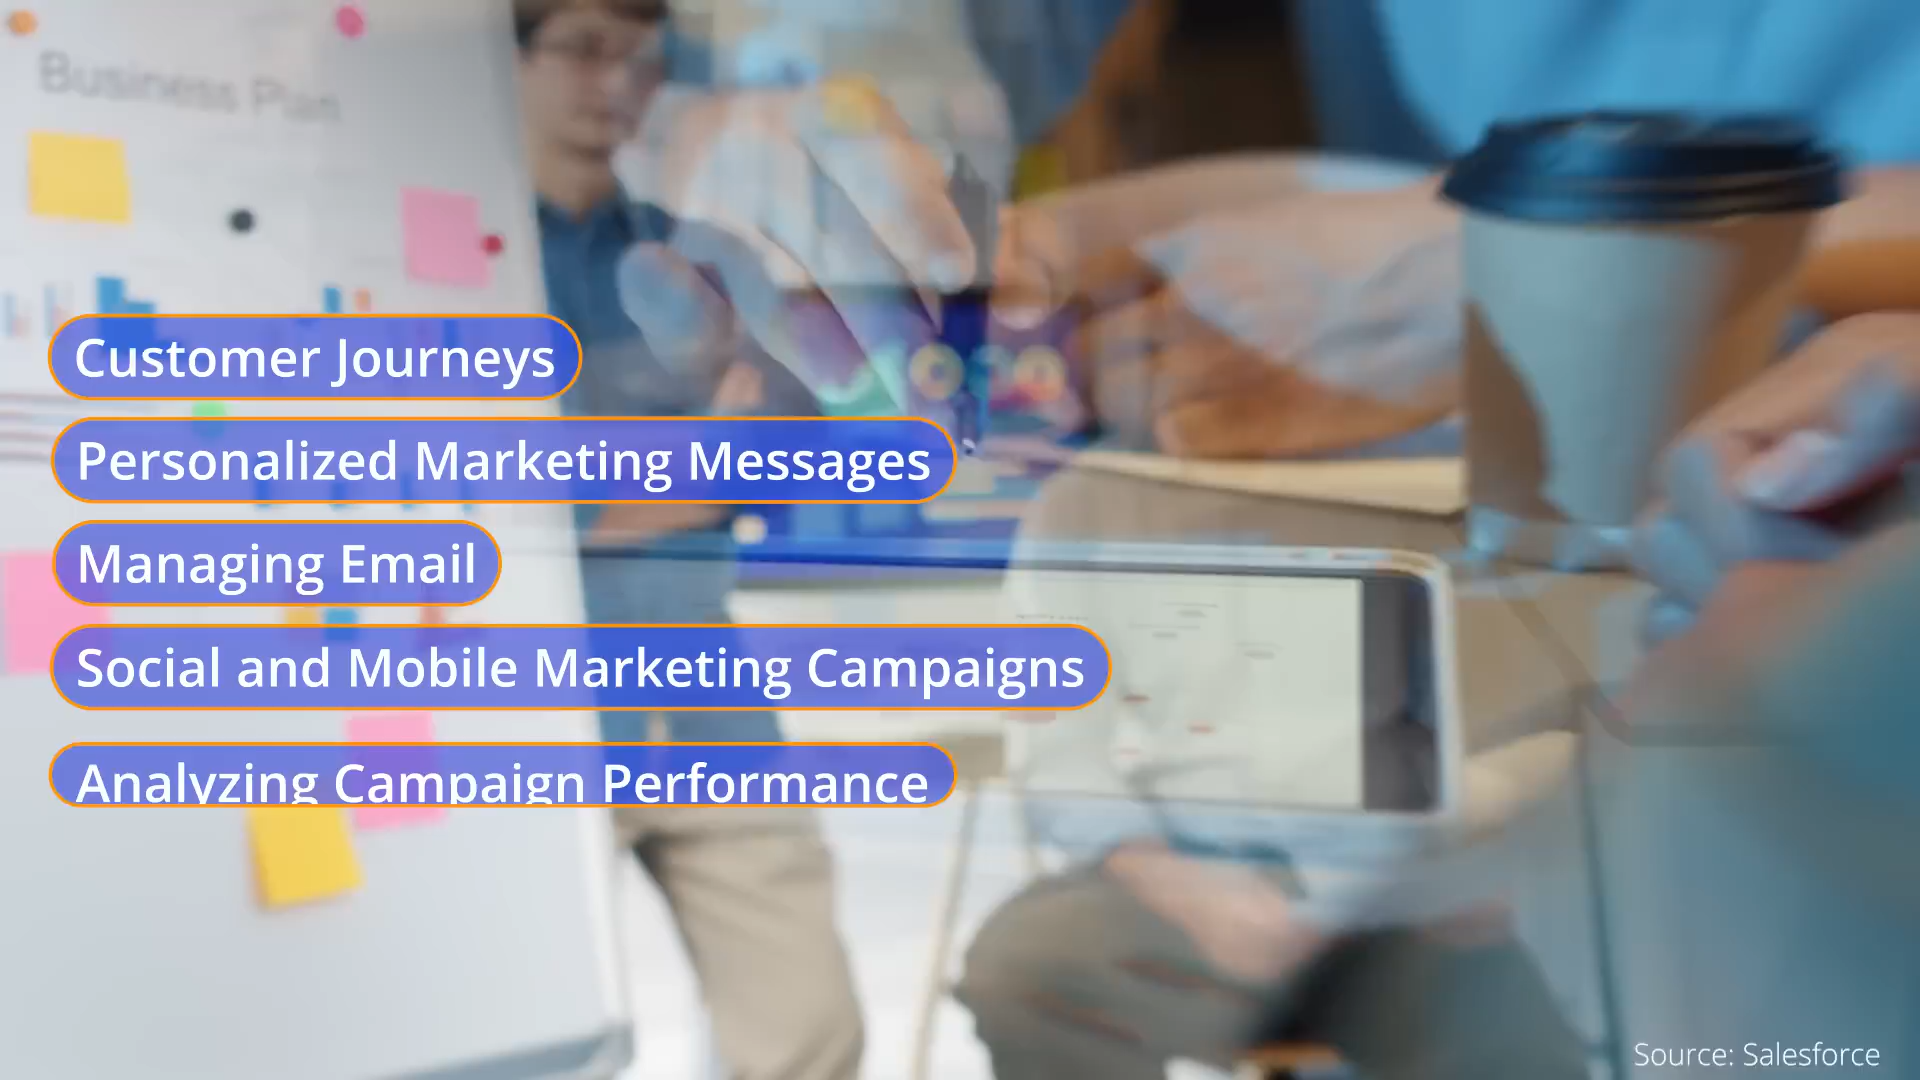 Business Plan
Customer Journeys
Personalized Marketing Messages
Managing Email
Social and Mobile Marketing Campaigns
Analyzing Campaign Performance
Source: Salesforce